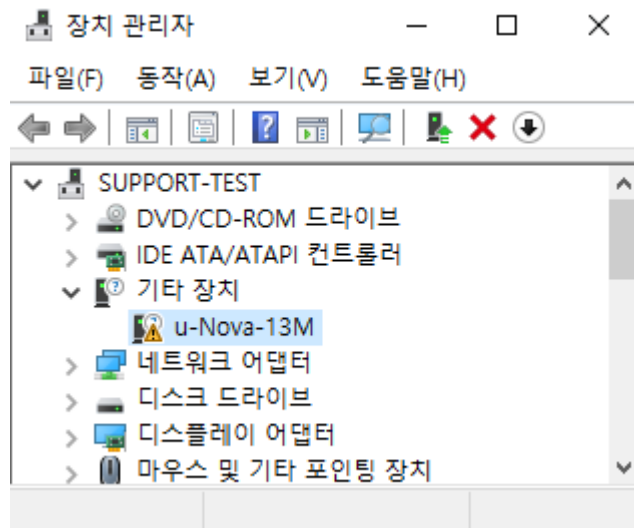 장치 관리자
파일(F) 동작(A) 보기(V) 도움말(H)
SUPPORT-TEST
DVD/CD-ROM 드라이브
IDE ATA/ATAPI 컨트롤러
기타 장치
u-Nova-13M
네트워크 어댑터
디스크 드라이브
디스플레이 어댑터
마우스 및 기타 포인팅 장치